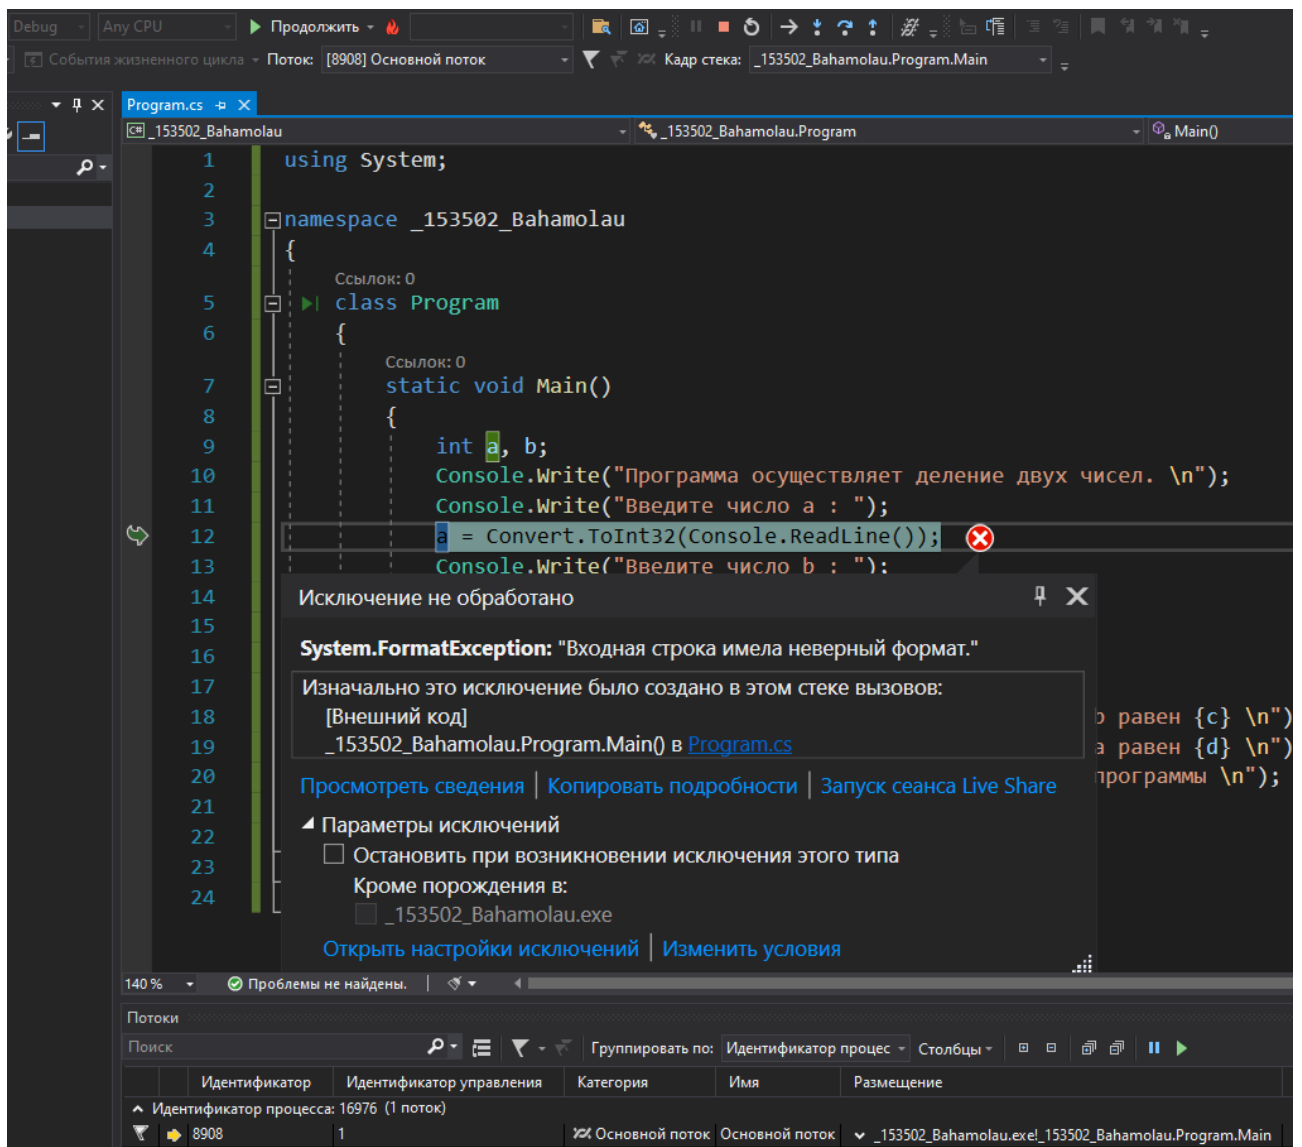 Debug Any CPU Продолжить
События жизненного цикла Поток: [8908] Основной поток Кадр стека: _153502_Bahamolau.Program.Main
Program.cs
C# _153502_Bahamolau _153502_Bahamolau.Program Main()
1 using System;
2
3 namespace _153502_Bahamolau
4 {
Ссылок: 0
5 class Program
6 {
Ссылок: 0
7 static void Main()
8 {
9 int a, b;
10 Console.Write("Программа осуществляет деление двух чисел. \n");
11 Console.Write("Введите число a : ");
12 a = Convert.ToInt32(Console.ReadLine());
13 Console.Write("Введите число b : ");
14 Исключение не обработано
15
16 System.FormatException: "Входная строка имела неверный формат."
17 Изначально это исключение было создано в этом стеке вызовов:
18 [Внешний код] b равен {c} \n")
19 _153502_Bahamolau.Program.Main() в Program.cs a равен {d} \n")
20 Просмотреть сведения | Копировать подробности | Запуск сеанса Live Share программы \n");
21 Параметры исключений
22 Остановить при возникновении исключения этого типа
23 Кроме порождения в:
24 _153502_Bahamolau.exe
Открыть настройки исключений | Изменить условия
140 % Проблемы не найдены.
Потоки
Поиск Группировать по: Идентификатор процес Столбцы
Идентификатор Идентификатор управления Категория Имя Размещение
Идентификатор процесса: 16976 (1 поток)
8908 1 Основной поток Основной поток _153502_Bahamolau.exe!_153502_Bahamolau.Program.Main